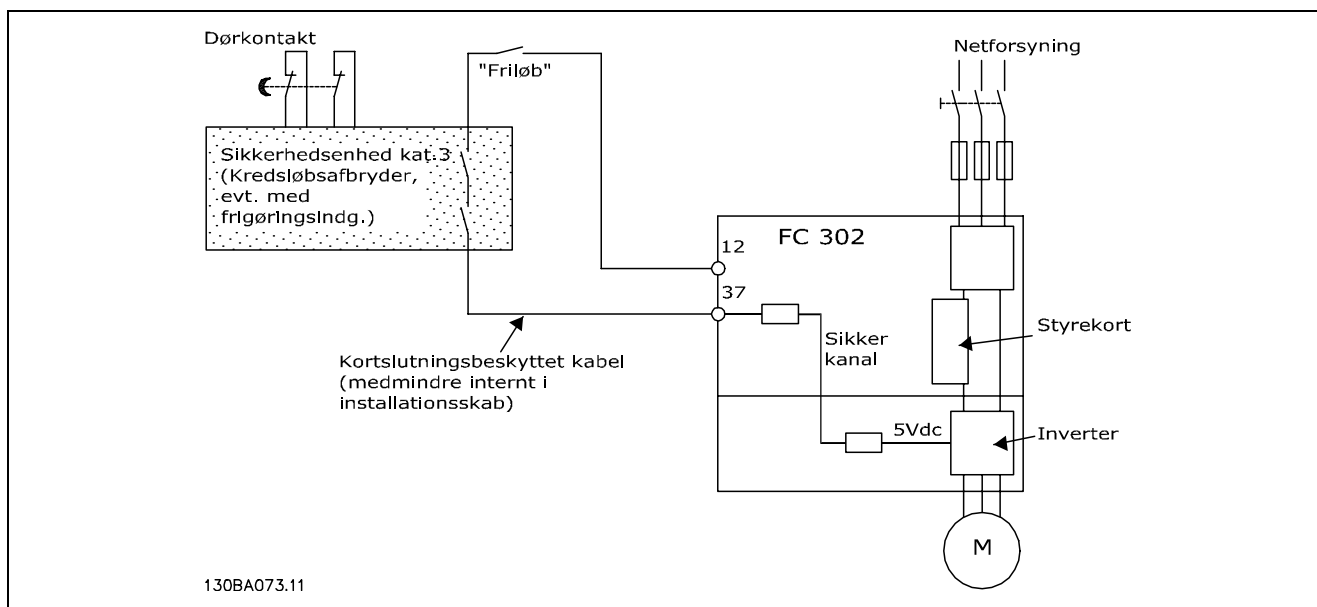 Dørkontakt
"Friløb"
Netforsyning
Sikkerhedsenhed kat.3
(Kredsløbsafbryder,
evt. med
frigøringsindg.)
FC 302
12
37
Sikker
kanal
Styrekort
Kortslutningsbeskyttet kabel
(medmindre internt i
installationsskab)
5Vdc
Inverter
M
130BA073.11